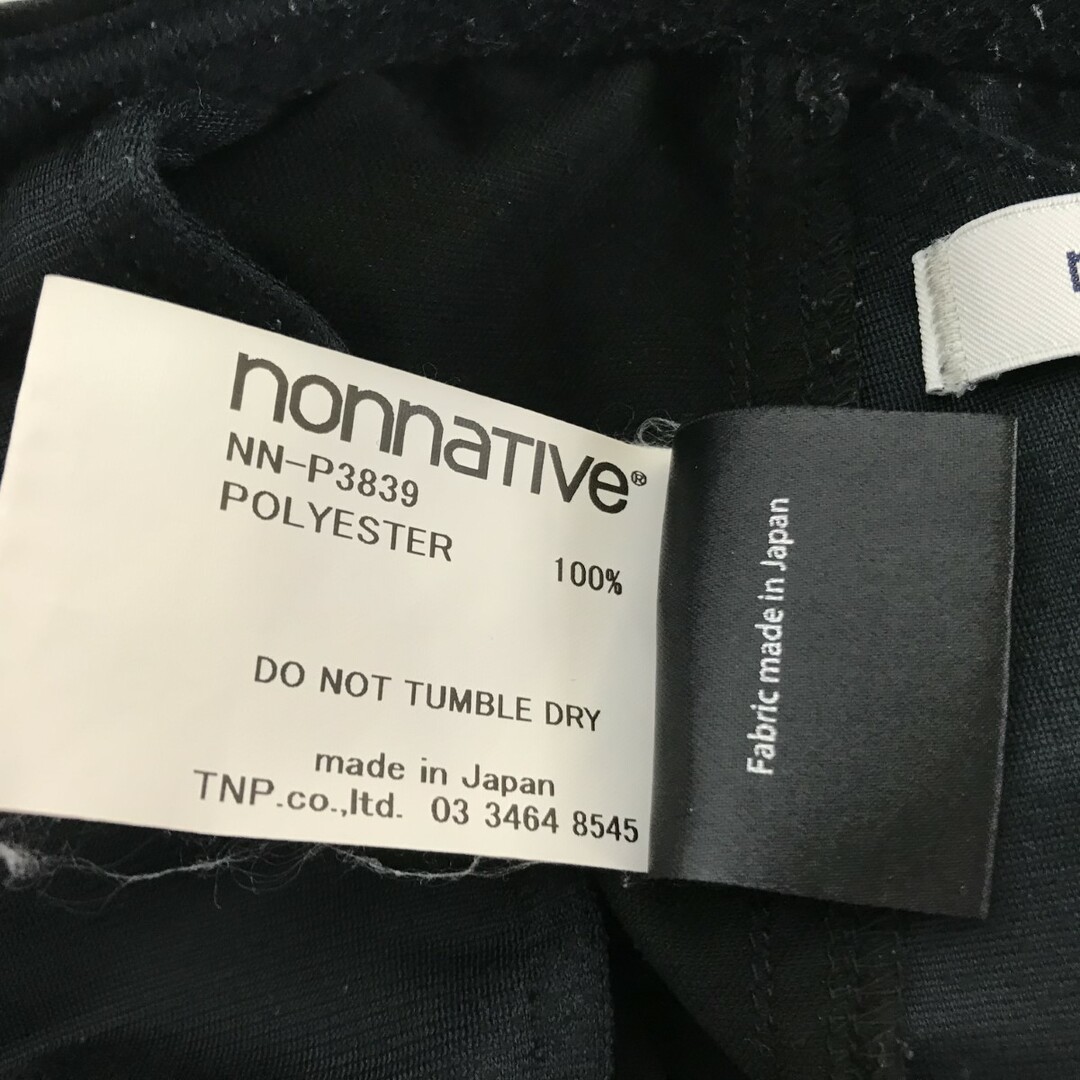 nonnative®
NN-P3839
POLYESTER 100%
DO NOT TUMBLE DRY
made in Japan
TNP.co.,ltd. 03 3464 8545
Fabric made in Japan